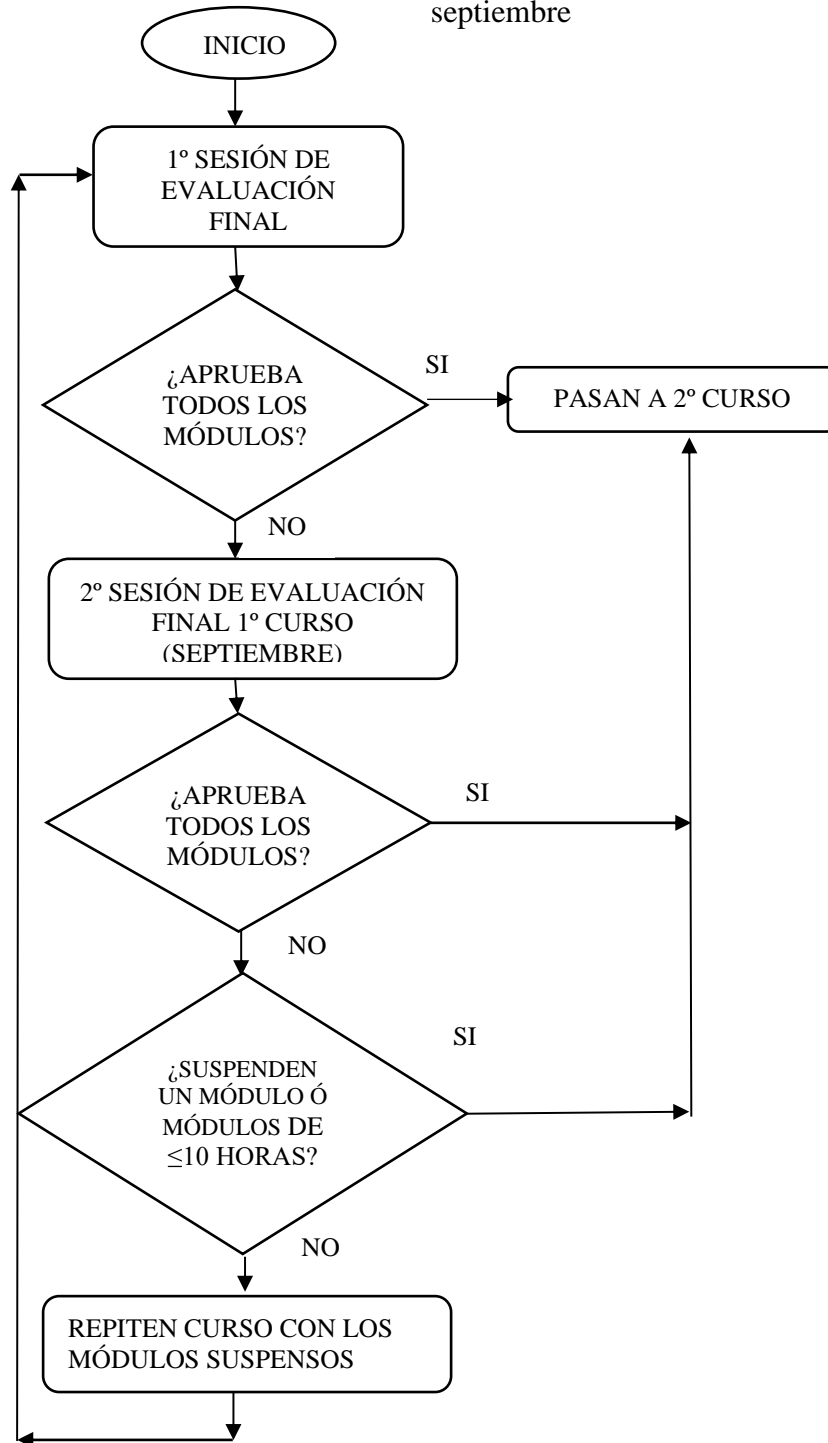 septiembre
INICIO
1º SESIÓN DE
EVALUACIÓN
FINAL
¿APRUEBA
TODOS LOS
MÓDULOS?
SI
PASAN A 2º CURSO
NO
2º SESIÓN DE EVALUACIÓN
FINAL 1º CURSO
(SEPTIEMBRE)
¿APRUEBA
TODOS LOS
MÓDULOS?
SI
NO
¿SUSPENDEN
UN MÓDULO Ó
MÓDULOS DE
≤10 HORAS?
SI
NO
REPITEN CURSO CON LOS
MÓDULOS SUSPENSOS